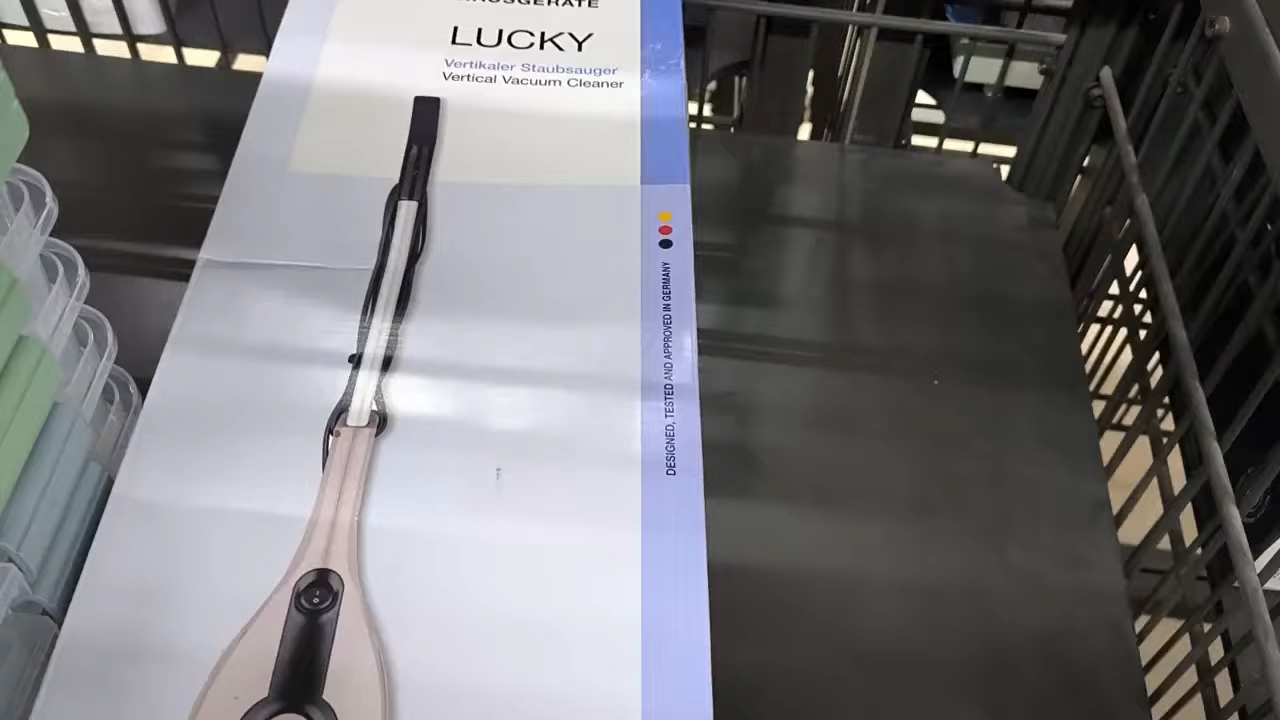 LUCKY
Vertikaler Staubsauger
Vertical Vacuum Cleaner
DESIGNED, TESTED AND APPROVED IN GERMANY